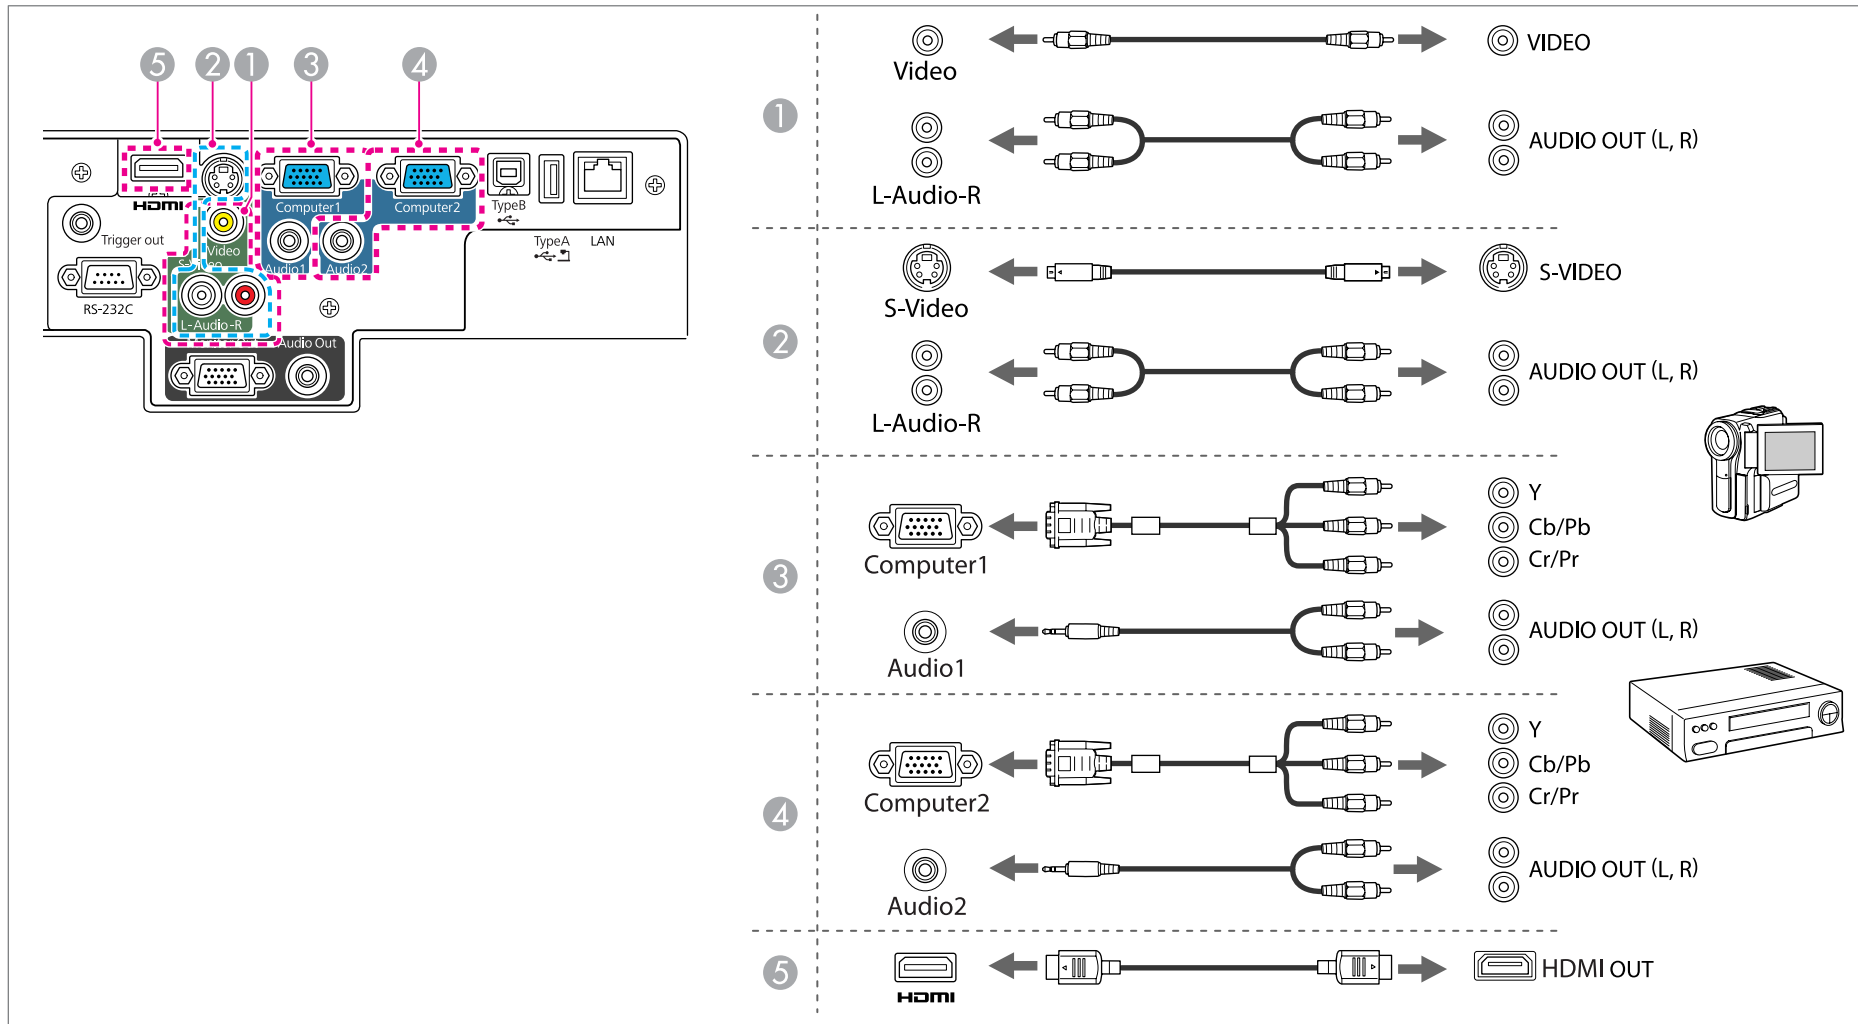 5 2 1 3 4
HDMI
Computer1
Computer2
TypeB
TypeA
LAN
Trigger out
Video
S-Video
Audio1
Audio2
RS-232C
L-Audio-R
Audio Out
1
Video
VIDEO
L-Audio-R
AUDIO OUT (L, R)
2
S-Video
S-VIDEO
L-Audio-R
AUDIO OUT (L, R)
3
Computer1
Y
Cb/Pb
Cr/Pr
Audio1
AUDIO OUT (L, R)
4
Computer2
Y
Cb/Pb
Cr/Pr
Audio2
AUDIO OUT (L, R)
5
HDMI
HDMI OUT